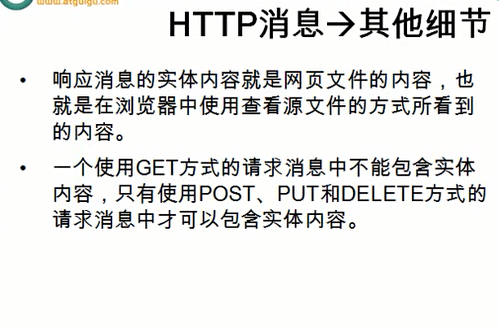 www.atguigu.com
HTTP消息→其他细节
• 响应消息的实体内容就是网页文件的内容，也
就是在浏览器中使用查看源文件的方式所看到
的内容。
• 一个使用GET方式的请求消息中不能包含实体
内容，只有使用POST、PUT和DELETE方式的
请求消息中才可以包含实体内容。